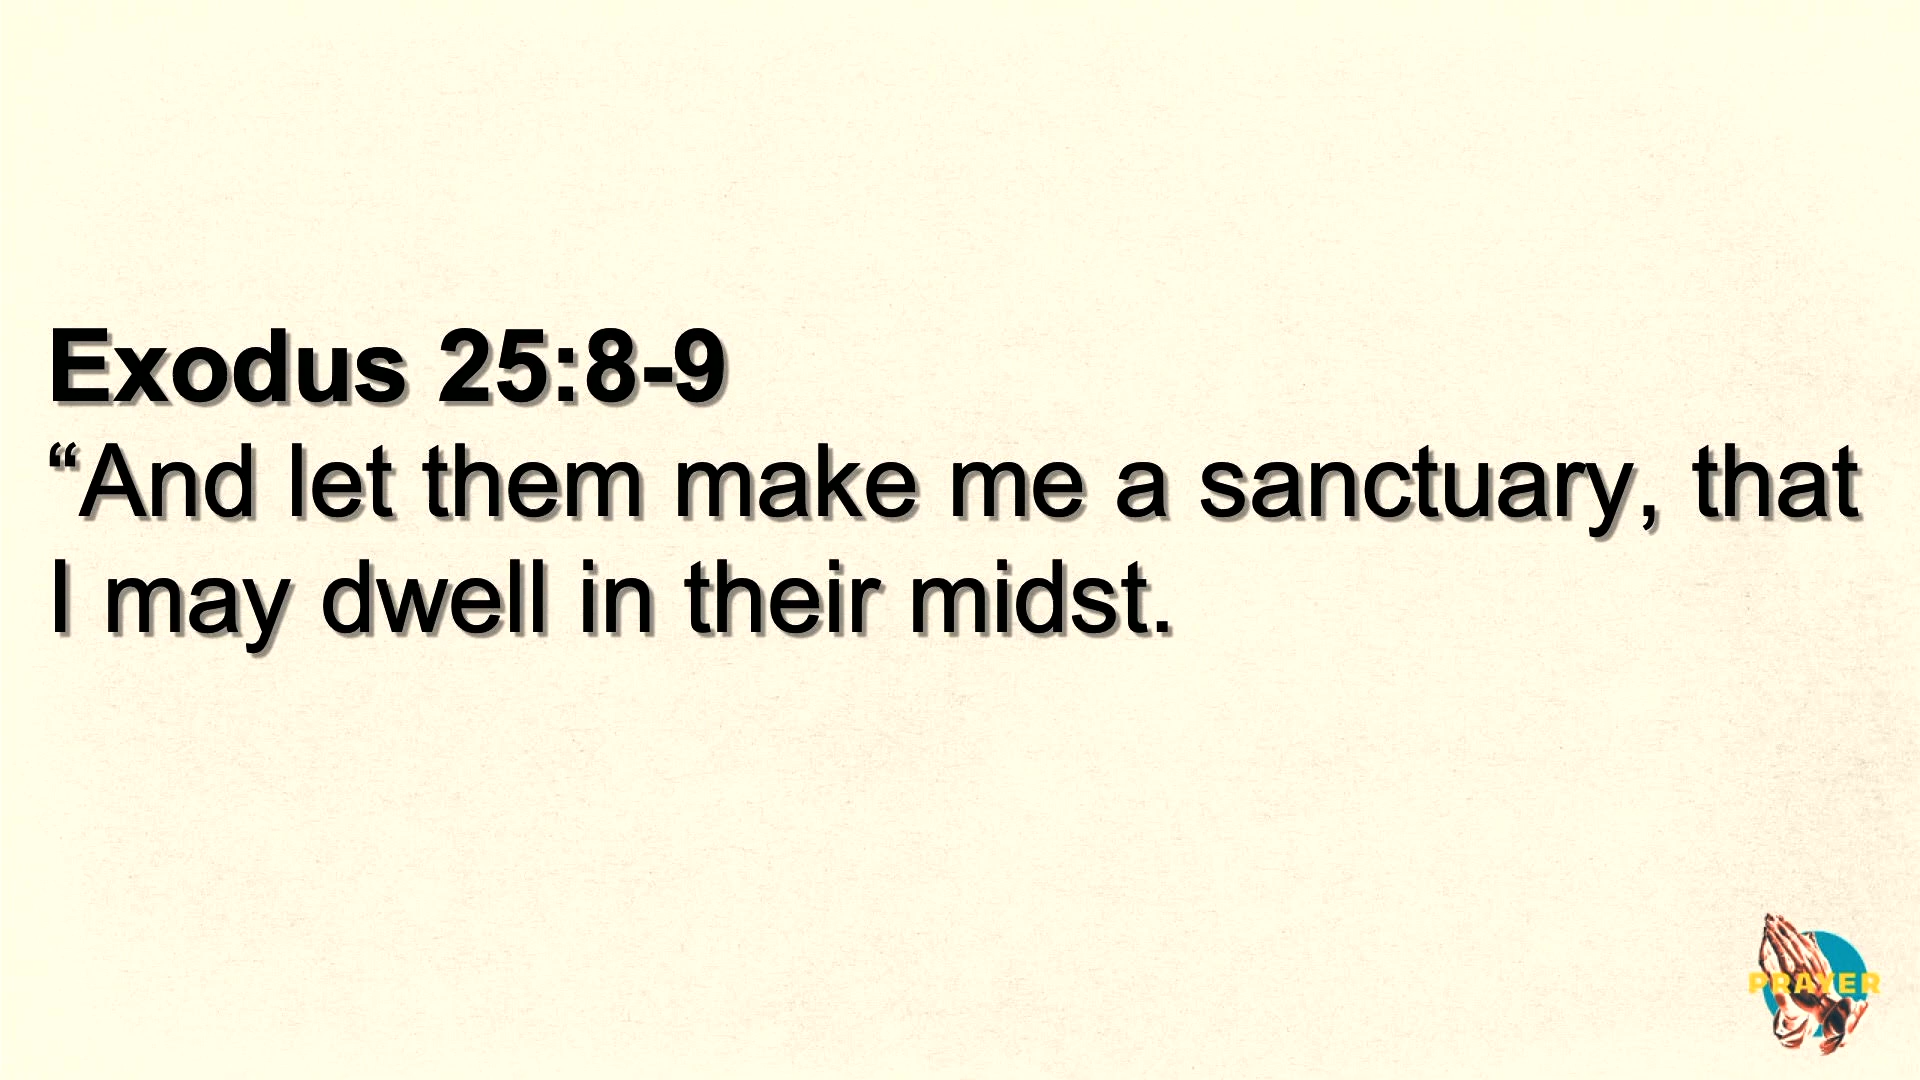 Exodus 25:8-9
“And let them make me a sanctuary, that
I may dwell in their midst.
PRAYER